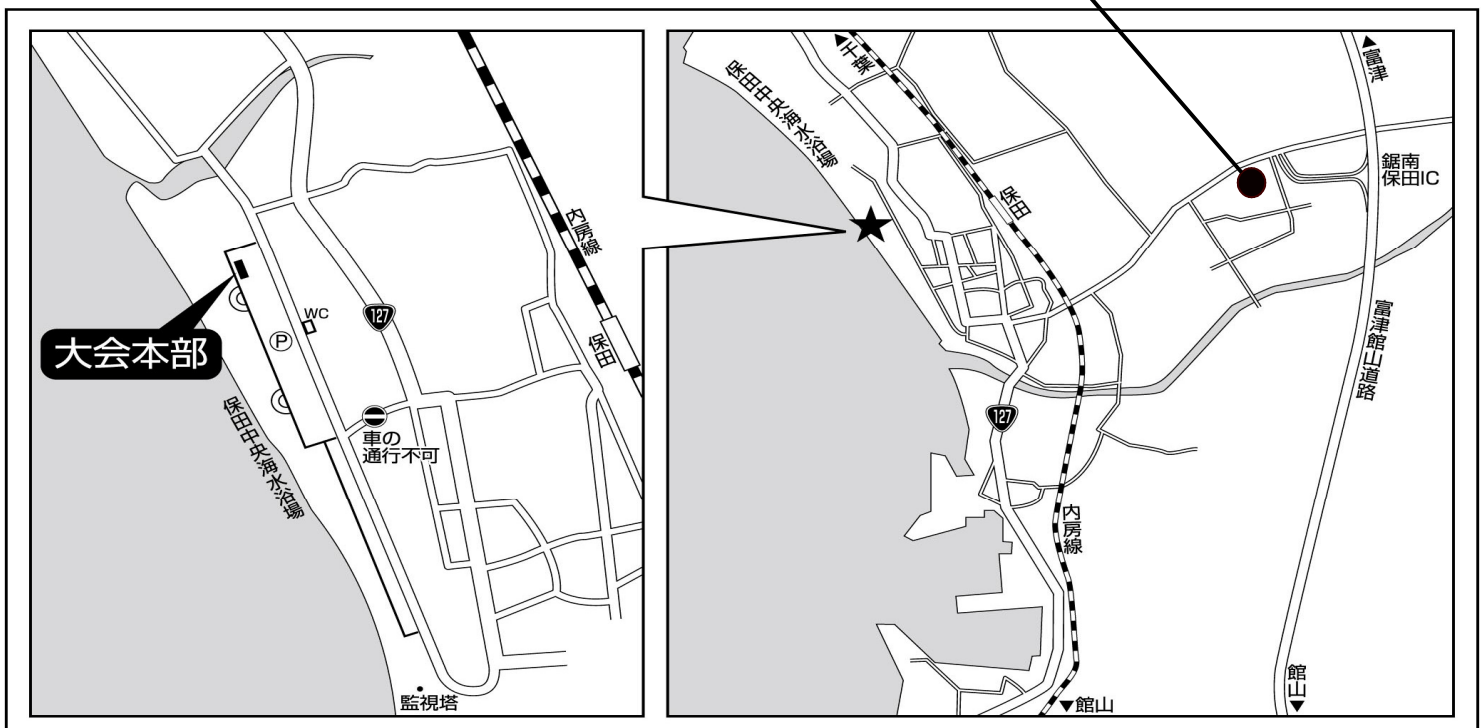 内房線
WC
127
保田
大会本部
P
保田中央海水浴場
車の
通行不可
監視塔
▲千葉
▲富津
保田中央海水浴場
鋸南
保田IC
保田
富津館山道路
127
内房線
館山▼
▼館山